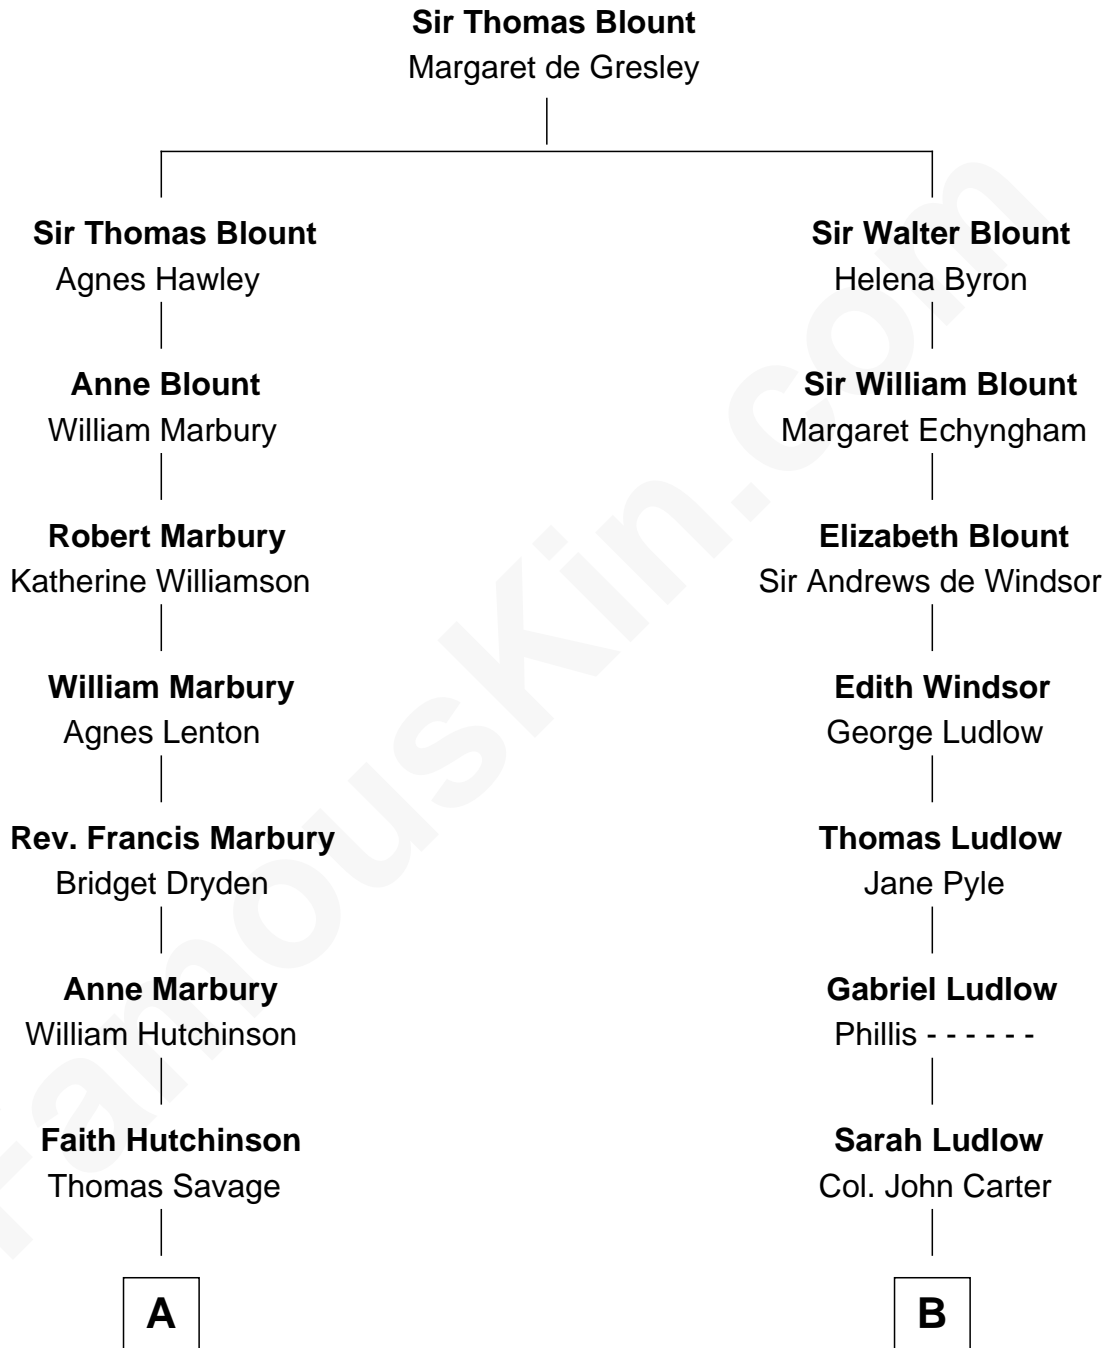 Sir Thomas Blount
Margaret de Gresley
Sir Thomas Blount
Agnes Hawley
Sir Walter Blount
Helena Byron
Anne Blount
William Marbury
Sir William Blount
Margaret Echyngham
Robert Marbury
Katherine Williamson
Elizabeth Blount
Sir Andrews de Windsor
William Marbury
Agnes Lenton
Edith Windsor
George Ludlow
Rev. Francis Marbury
Bridget Dryden
Thomas Ludlow
Jane Pyle
Anne Marbury
William Hutchinson
Gabriel Ludlow
Phillis - - - - - -
Faith Hutchinson
Thomas Savage
Sarah Ludlow
Col. John Carter
A
B
FamousKin.com